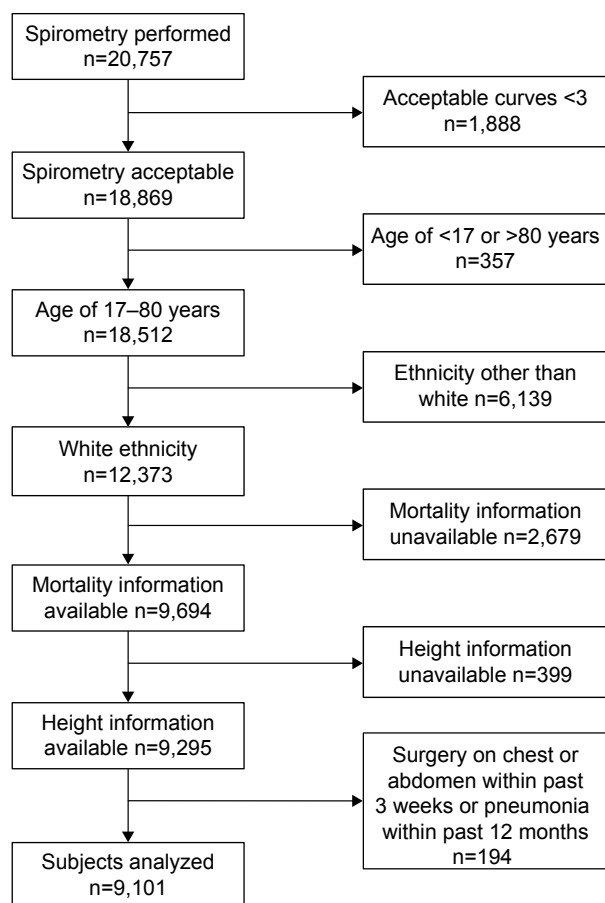 Spirometry performed
n=20,757
Acceptable curves <3
n=1,888
Spirometry acceptable
n=18,869
Age of <17 or >80 years
n=357
Age of 17–80 years
n=18,512
Ethnicity other than
white n=6,139
White ethnicity
n=12,373
Mortality information
unavailable n=2,679
Mortality information
available n=9,694
Height information
unavailable n=399
Height information
available n=9,295
Surgery on chest or
abdomen within past
3 weeks or pneumonia
within past 12 months
n=194
Subjects analyzed
n=9,101